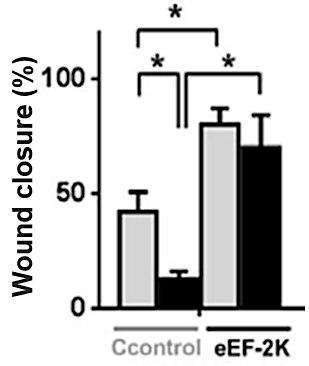 *
* *
100
50
0
Wound closure (%)
Ccontrol eEF-2K